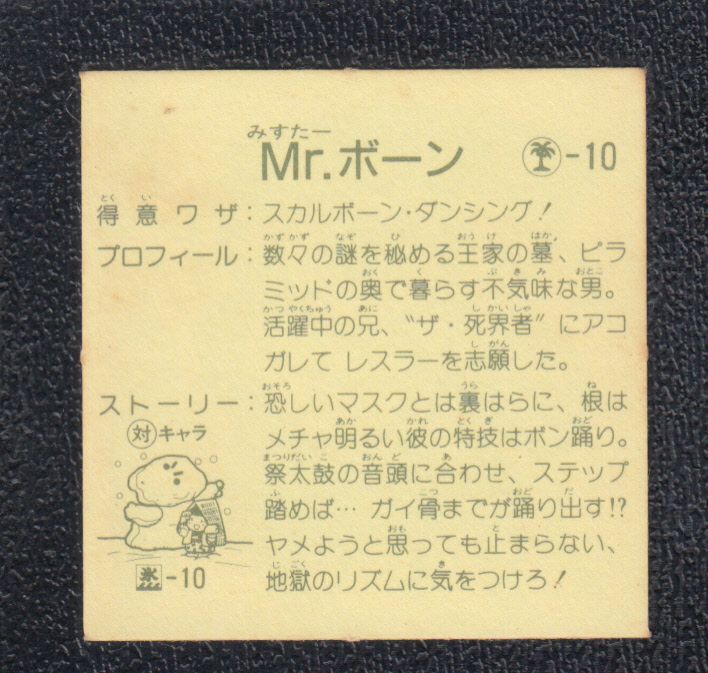 みすたー
Mr.ボーン -10
とくい
得意ワザ：スカルボーン・ダンシング！
かずかず なぞ ひ おうけ はか
プロフィール：数々の謎を秘める王家の墓、ピラ
おく く ぶきみ おとこ
ミッドの奥で暮らす不気味な男。
かつやくちゅう あに しかいしゃ
活躍中の兄、“ザ・死界者”にアコ
しがん
ガレて レスラーを志願した。
おそろ うら ね
ストーリー：恐しいマスクとは裏はらに、根は
あか かれ とくぎ おど
メチャ明るい彼の特技はボン踊り。
まつりだいこ おんど あ
祭太鼓の音頭に合わせ、ステップ
ふ こつ おど だ
踏めば… ガイ骨までが踊り出す!?
おも と
ヤメようと思っても止まらない、
じごく き
地獄のリズムに気をつけろ！
対キャラ
氷-10